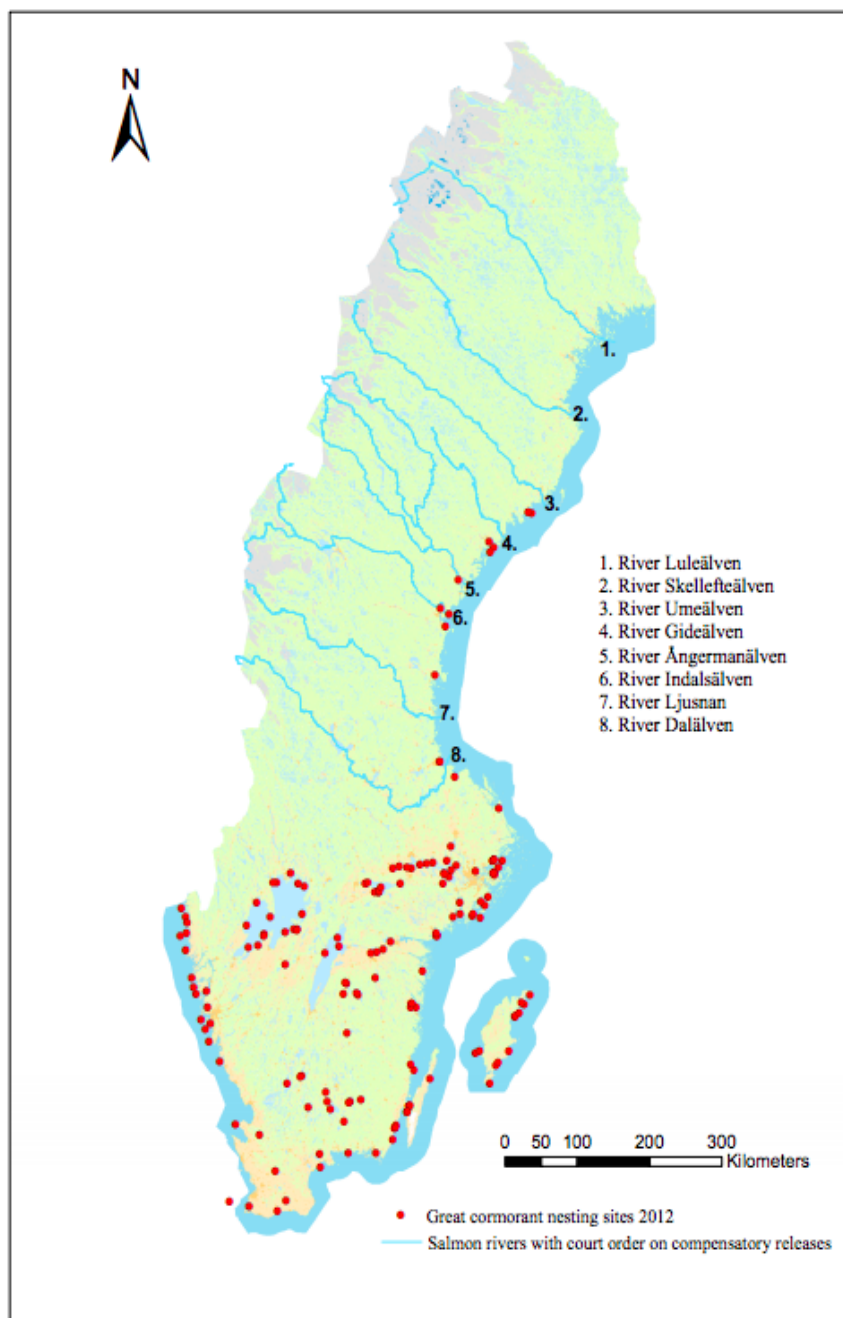 N
1.
2.
3.
4.
5.
6.
7.
8.
1. River Luleälven
2. River Skellefteälven
3. River Umeälven
4. River Gideälven
5. River Ångermanälven
6. River Indalsälven
7. River Ljusnan
8. River Dalälven
0 50 100 200 300
Kilometers
Great cormorant nesting sites 2012
Salmon rivers with court order on compensatory releases